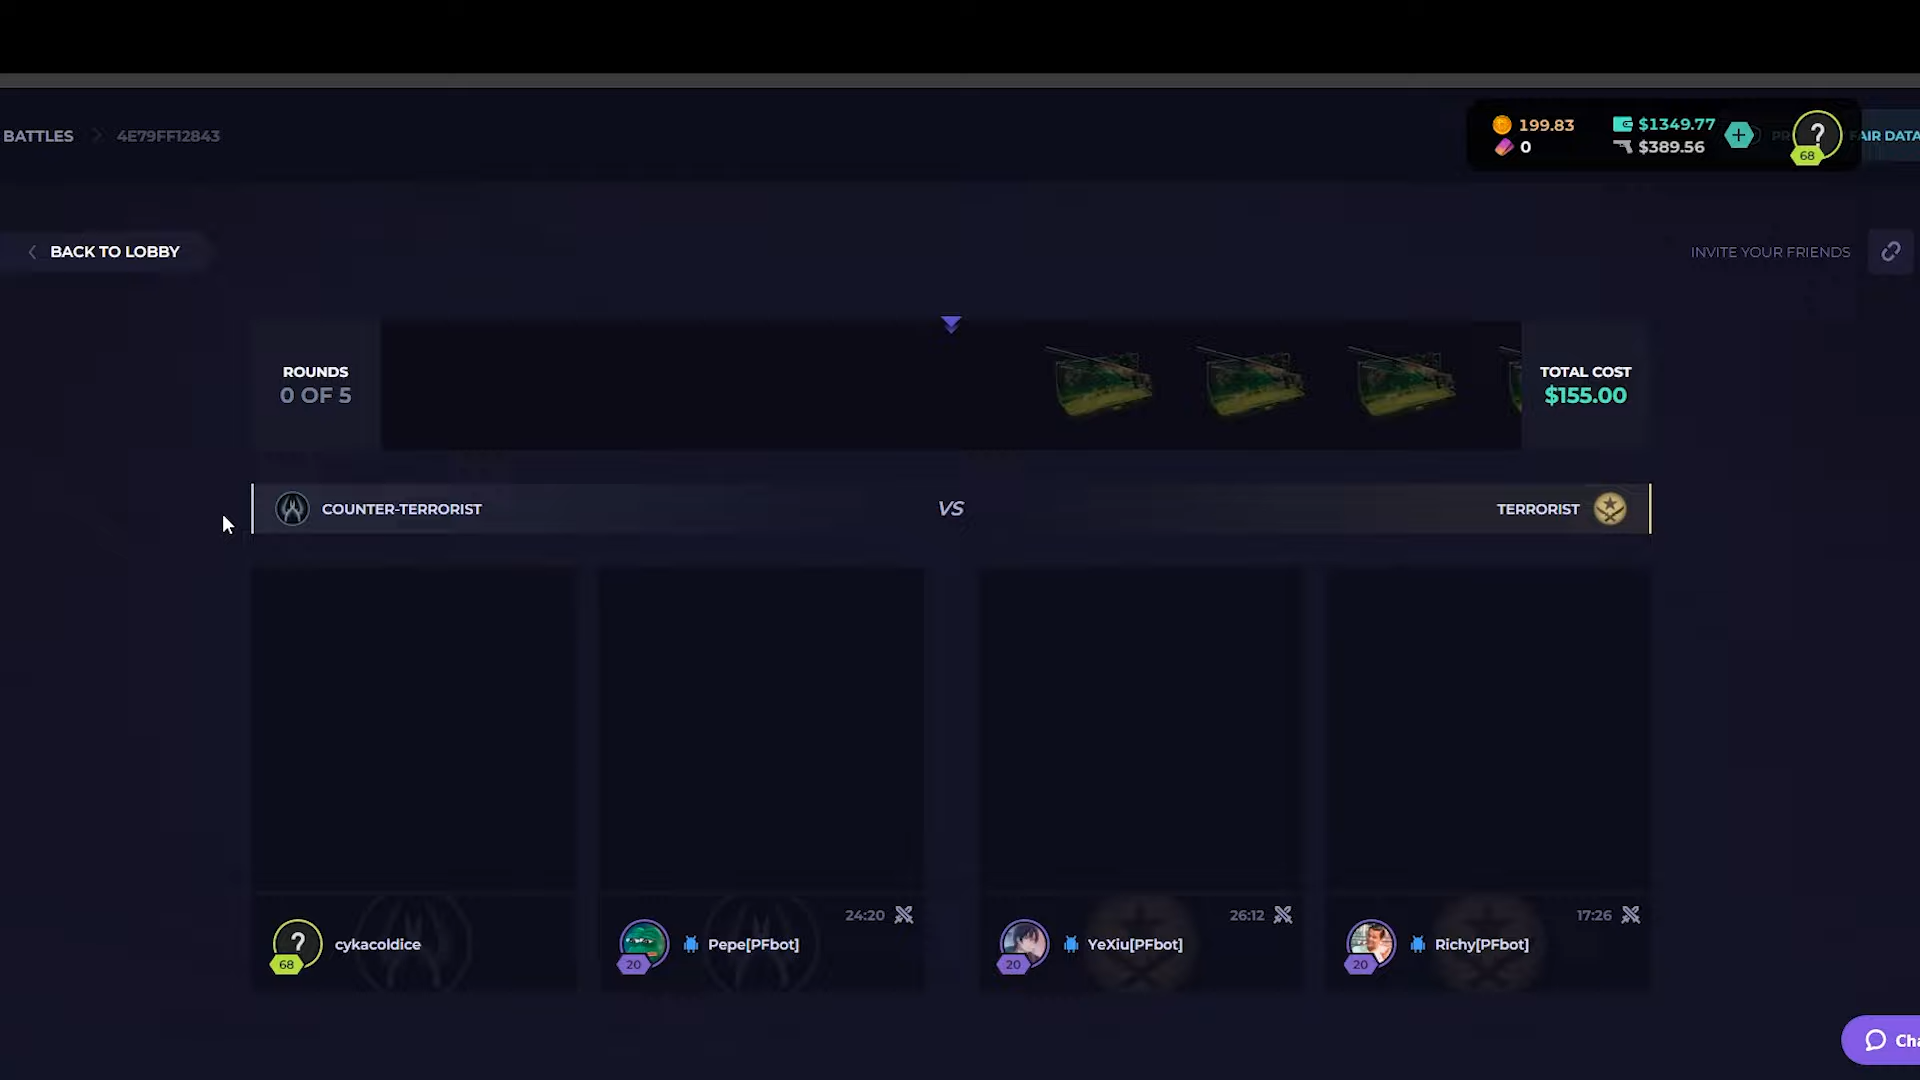 BATTLES 4E79FF12843
199.83 $1349.77
0 $389.56
68
PR FAIR DATA
BACK TO LOBBY
INVITE YOUR FRIENDS
ROUNDS
0 OF 5
TOTAL COST
$155.00
COUNTER-TERRORIST
VS
TERRORIST
68 cykacoldice
24:20
20 Pepe[PFbot]
26:12
20 YeXiu[PFbot]
17:26
20 Richy[PFbot]
Cha